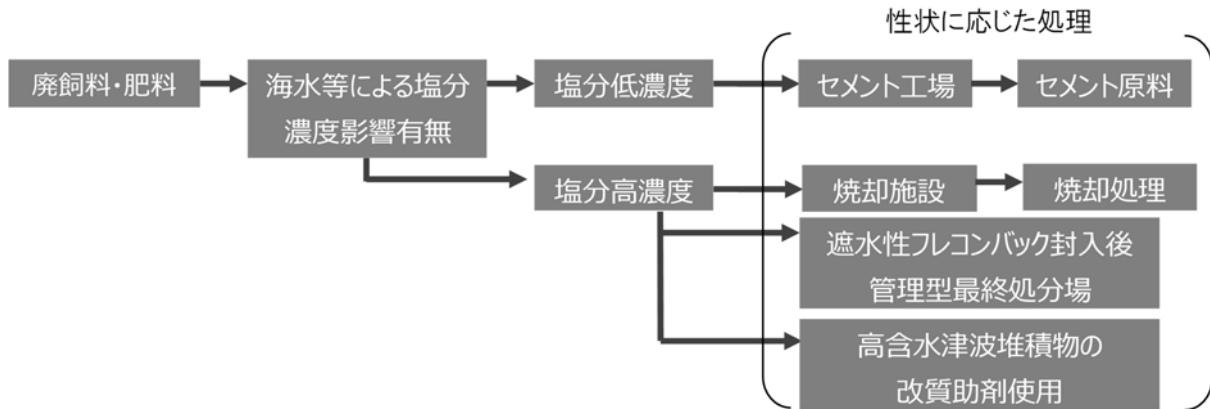 性状に応じた処理
廃飼料・肥料
海水等による塩分
濃度影響有無
塩分低濃度
セメント工場
セメント原料
塩分高濃度
焼却施設
焼却処理
遮水性フレコンバック封入後
管理型最終処分場
高含水津波堆積物の
改質助剤使用